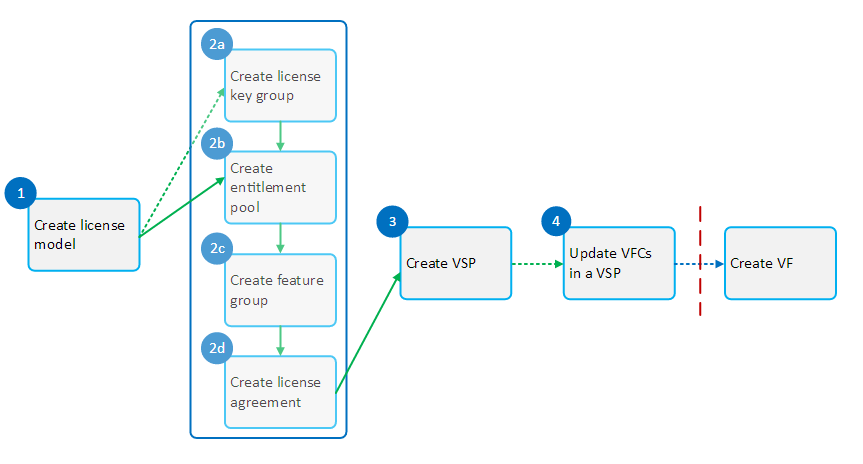 1
Create license
model
2a
Create license
key group
2b
Create
entitlement
pool
2c
Create feature
group
2d
Create license
agreement
3
Create VSP
4
Update VFCs
in a VSP
Create VF